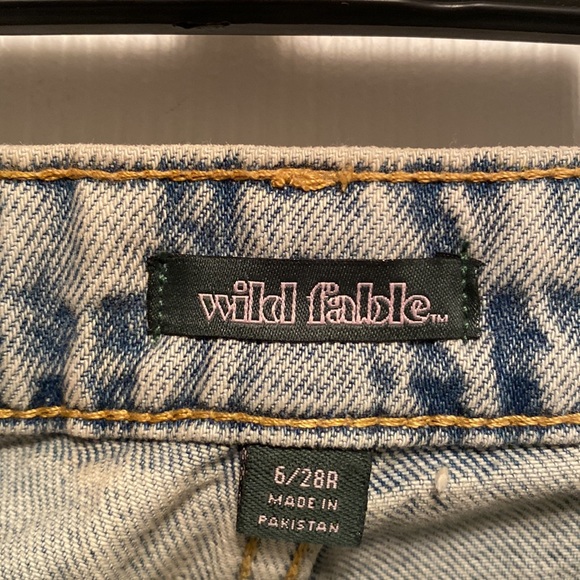 wild fable™
6/28R
MADE IN
PAKISTAN